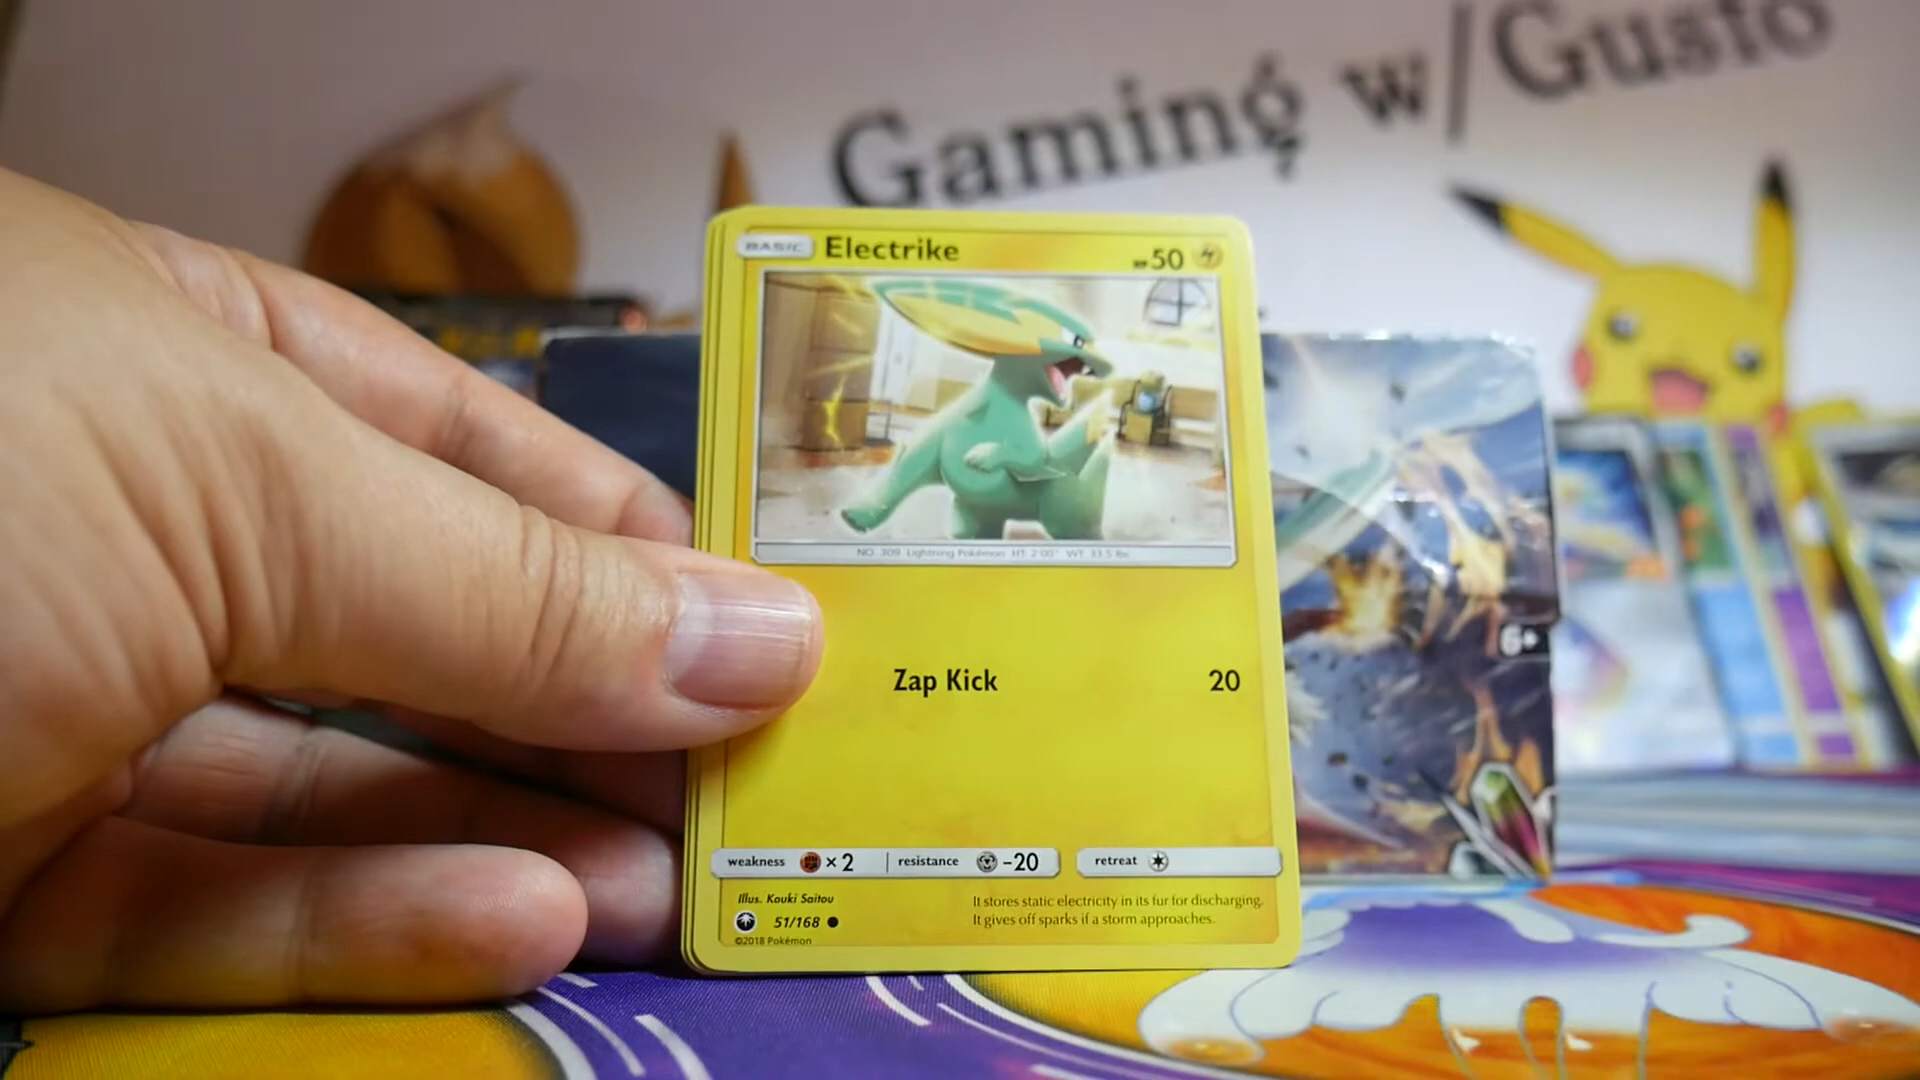 Gaming w/Gusto
BASIC Electrike HP50
NO. 309 Lightning Pokémon HT: 2'00" WT: 33.5 lbs.
Zap Kick 20
weakness ×2 resistance -20 retreat
Illus. Kouki Saitou
51/168
©2018 Pokémon
It stores static electricity in its fur for discharging.
It gives off sparks if a storm approaches.
6+